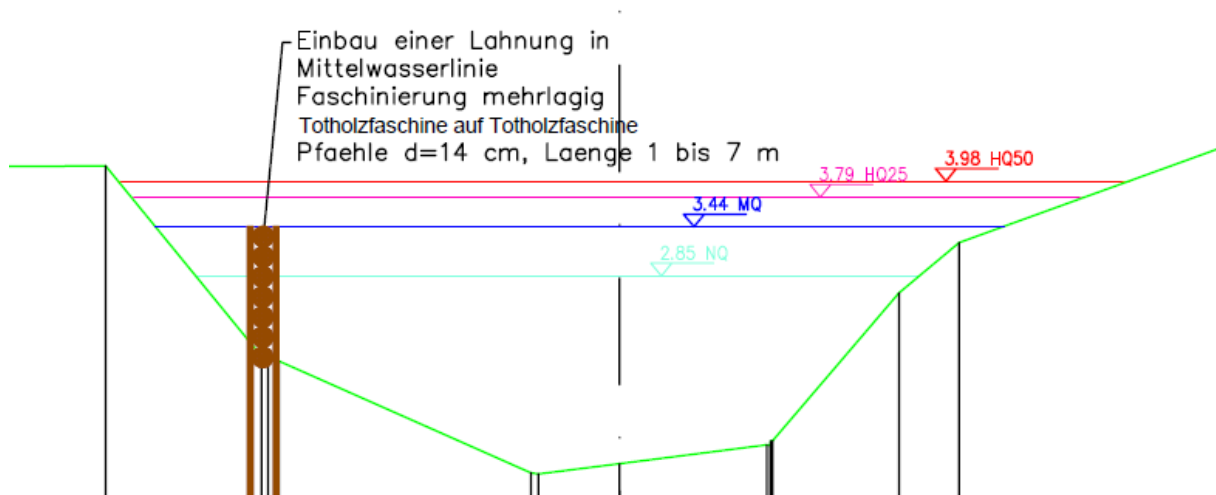 Einbau einer Lahnung in
Mittelwasserlinie
Faschinierung mehrlagig
Totholzfaschine auf Totholzfaschine
Pfaehle d=14 cm, Laenge 1 bis 7 m
3.98 HQ50
3.79 HQ25
3.44 MQ
2.85 NQ